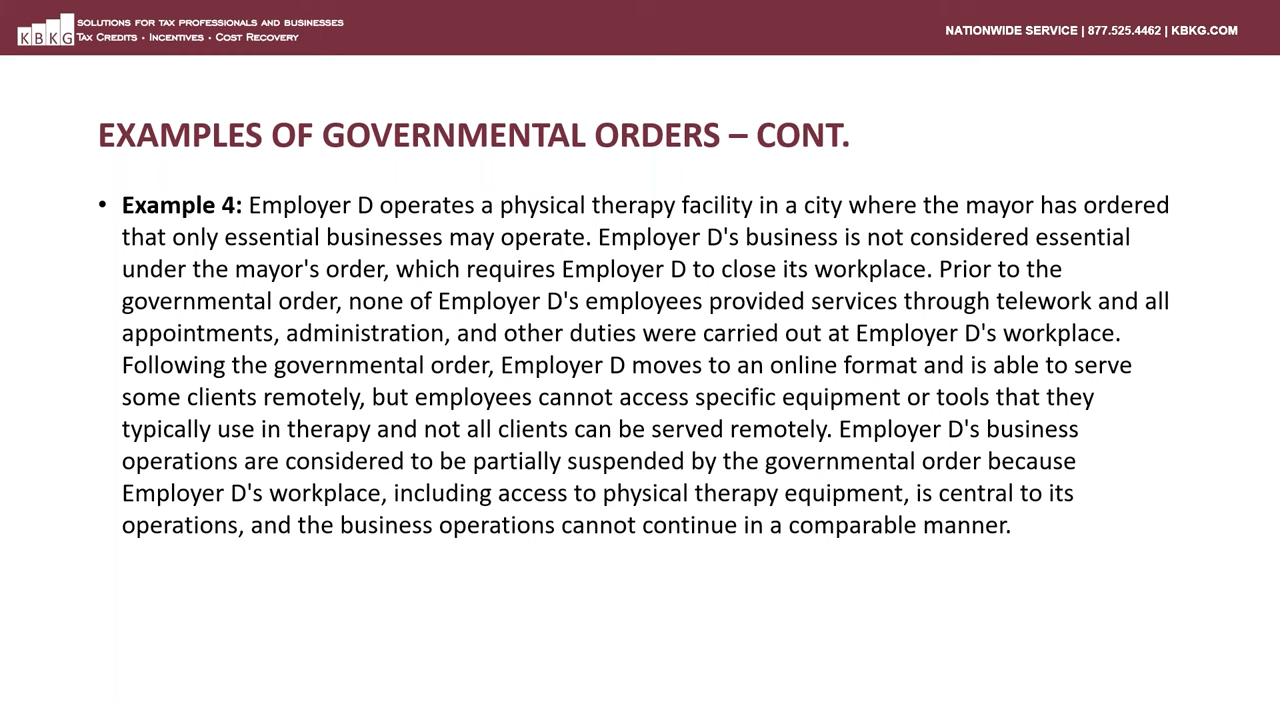 KBKG
SOLUTIONS FOR TAX PROFESSIONALS AND BUSINESSES
TAX CREDITS • INCENTIVES • COST RECOVERY
NATIONWIDE SERVICE | 877.525.4462 | KBKG.COM
EXAMPLES OF GOVERNMENTAL ORDERS – CONT.
• Example 4: Employer D operates a physical therapy facility in a city where the mayor has ordered
that only essential businesses may operate. Employer D's business is not considered essential
under the mayor's order, which requires Employer D to close its workplace. Prior to the
governmental order, none of Employer D's employees provided services through telework and all
appointments, administration, and other duties were carried out at Employer D's workplace.
Following the governmental order, Employer D moves to an online format and is able to serve
some clients remotely, but employees cannot access specific equipment or tools that they
typically use in therapy and not all clients can be served remotely. Employer D's business
operations are considered to be partially suspended by the governmental order because
Employer D's workplace, including access to physical therapy equipment, is central to its
operations, and the business operations cannot continue in a comparable manner.